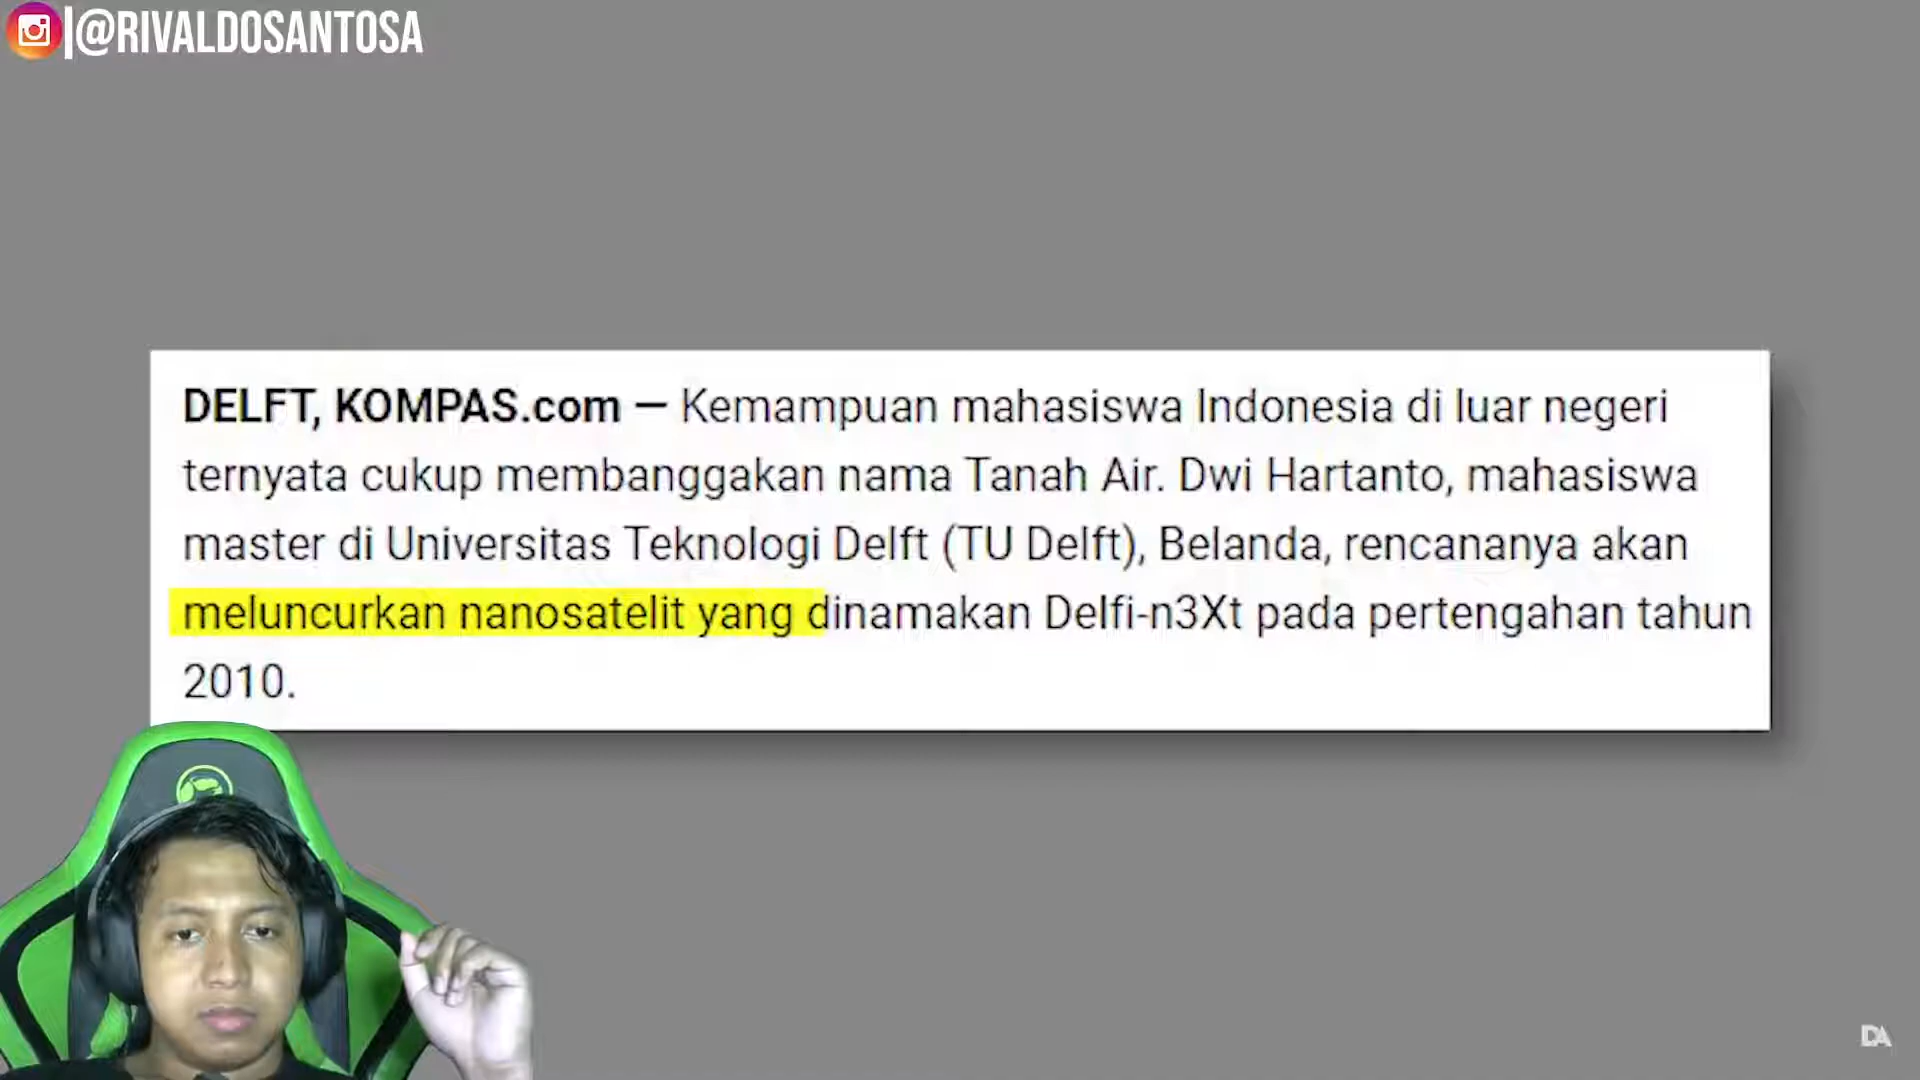 |@RIVALDOSANTOSA
DELFT, KOMPAS.com — Kemampuan mahasiswa Indonesia di luar negeri
ternyata cukup membanggakan nama Tanah Air. Dwi Hartanto, mahasiswa
master di Universitas Teknologi Delft (TU Delft), Belanda, rencananya akan
meluncurkan nanosatelit yang dinamakan Delfi-n3Xt pada pertengahan tahun
2010.
DA